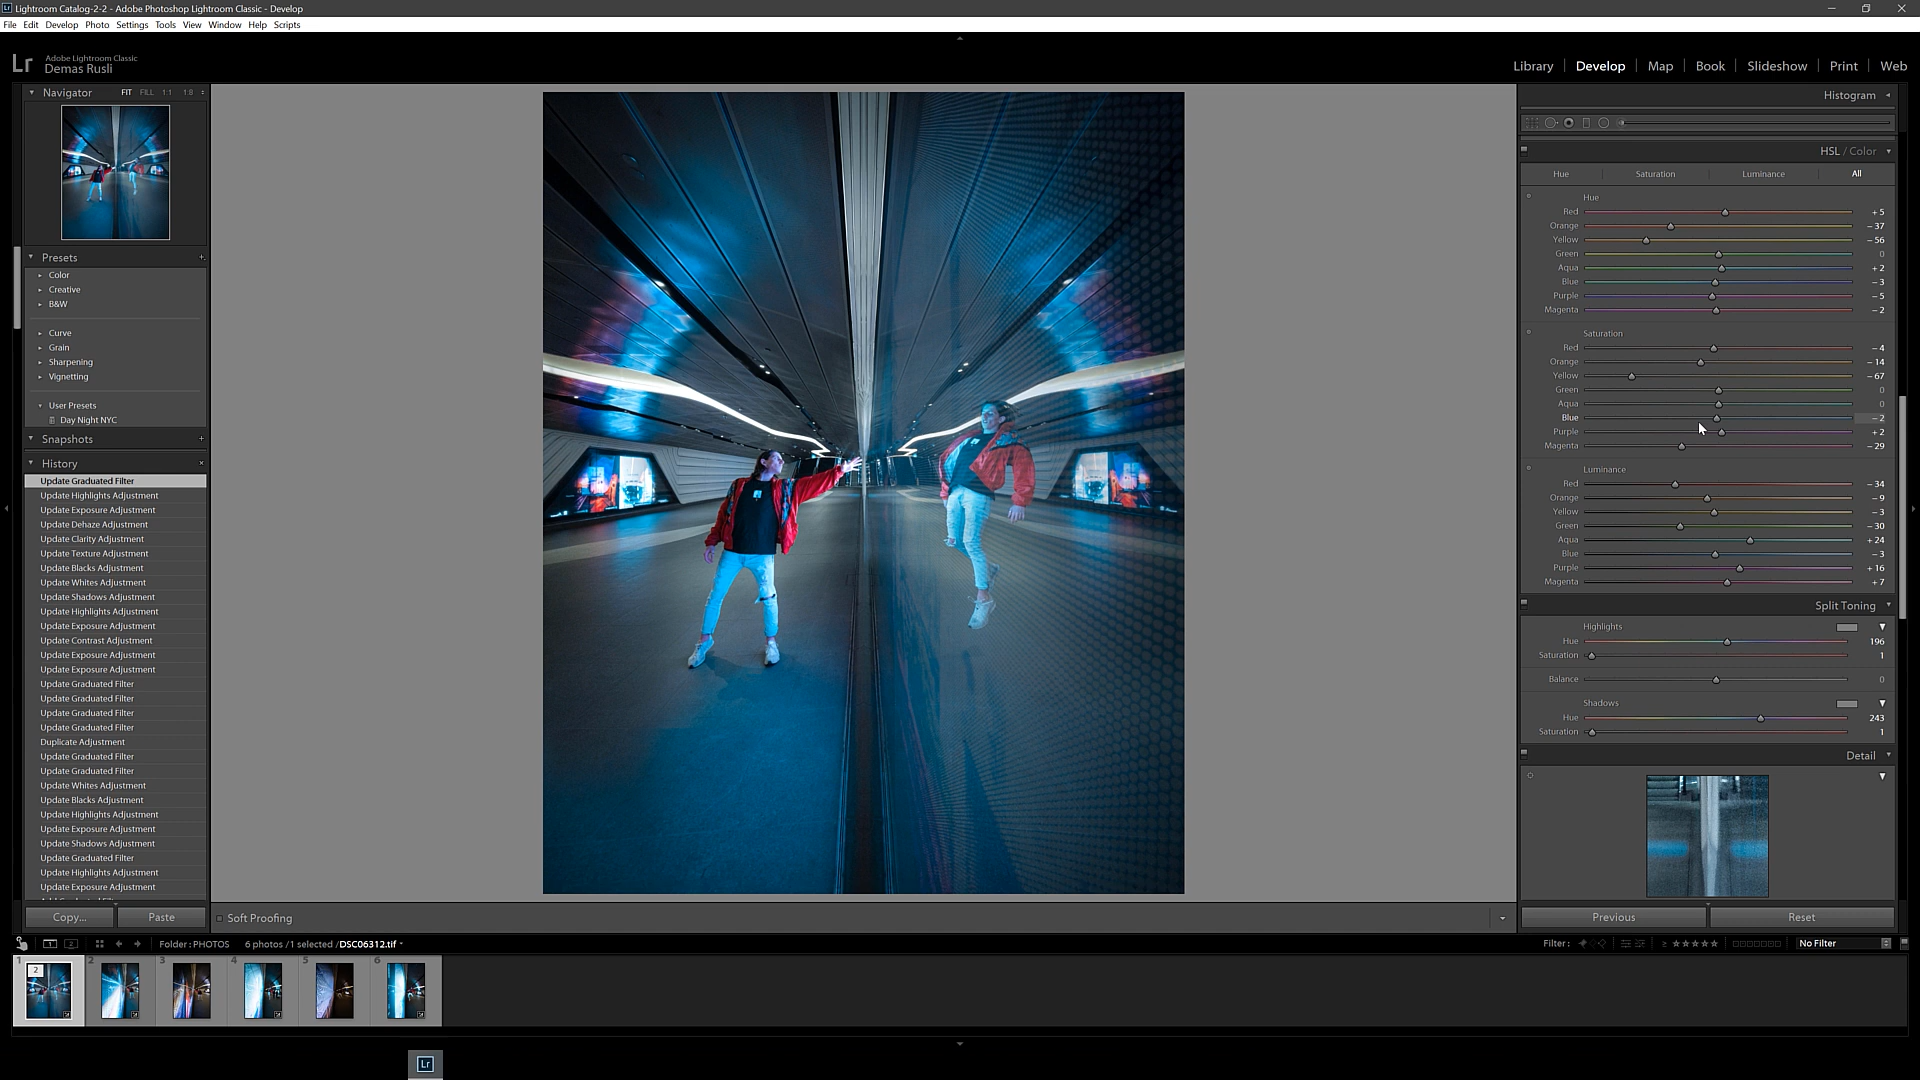 Lightroom Catalog-2-2 - Adobe Photoshop Lightroom Classic - Develop
File Edit Develop Photo Settings Tools View Window Help Scripts
Lr Adobe Lightroom Classic
Demas Rusli
Library Develop Map Book Slideshow Print Web
Navigator FIT FILL 1:1 1:8
Presets
Color
Creative
B&W
Curve
Grain
Sharpening
Vignetting
User Presets
Day Night NYC
Snapshots
History
Update Graduated Filter
Update Highlights Adjustment
Update Exposure Adjustment
Update Dehaze Adjustment
Update Clarity Adjustment
Update Texture Adjustment
Update Blacks Adjustment
Update Whites Adjustment
Update Shadows Adjustment
Update Highlights Adjustment
Update Exposure Adjustment
Update Contrast Adjustment
Update Exposure Adjustment
Update Exposure Adjustment
Update Graduated Filter
Update Graduated Filter
Update Graduated Filter
Update Graduated Filter
Duplicate Adjustment
Update Graduated Filter
Update Graduated Filter
Update Whites Adjustment
Update Blacks Adjustment
Update Highlights Adjustment
Update Exposure Adjustment
Update Shadows Adjustment
Update Graduated Filter
Update Highlights Adjustment
Update Exposure Adjustment
Copy... Paste
Soft Proofing
Histogram
HSL / Color
Hue Saturation Luminance All
Hue
Red +5
Orange -37
Yellow -56
Green 0
Aqua +2
Blue -3
Purple -5
Magenta -2
Saturation
Red -4
Orange -14
Yellow -67
Green 0
Aqua 0
Blue -2
Purple +2
Magenta -29
Luminance
Red -34
Orange -9
Yellow -3
Green -30
Aqua +24
Blue -3
Purple +16
Magenta +7
Split Toning
Highlights
Hue 196
Saturation 1
Balance 0
Shadows
Hue 243
Saturation 1
Detail
Previous Reset
1 2 Folder : PHOTOS 6 photos / 1 selected / DSC06312.tif
Filter : No Filter
1 2 3 4 5 6
2
Lr